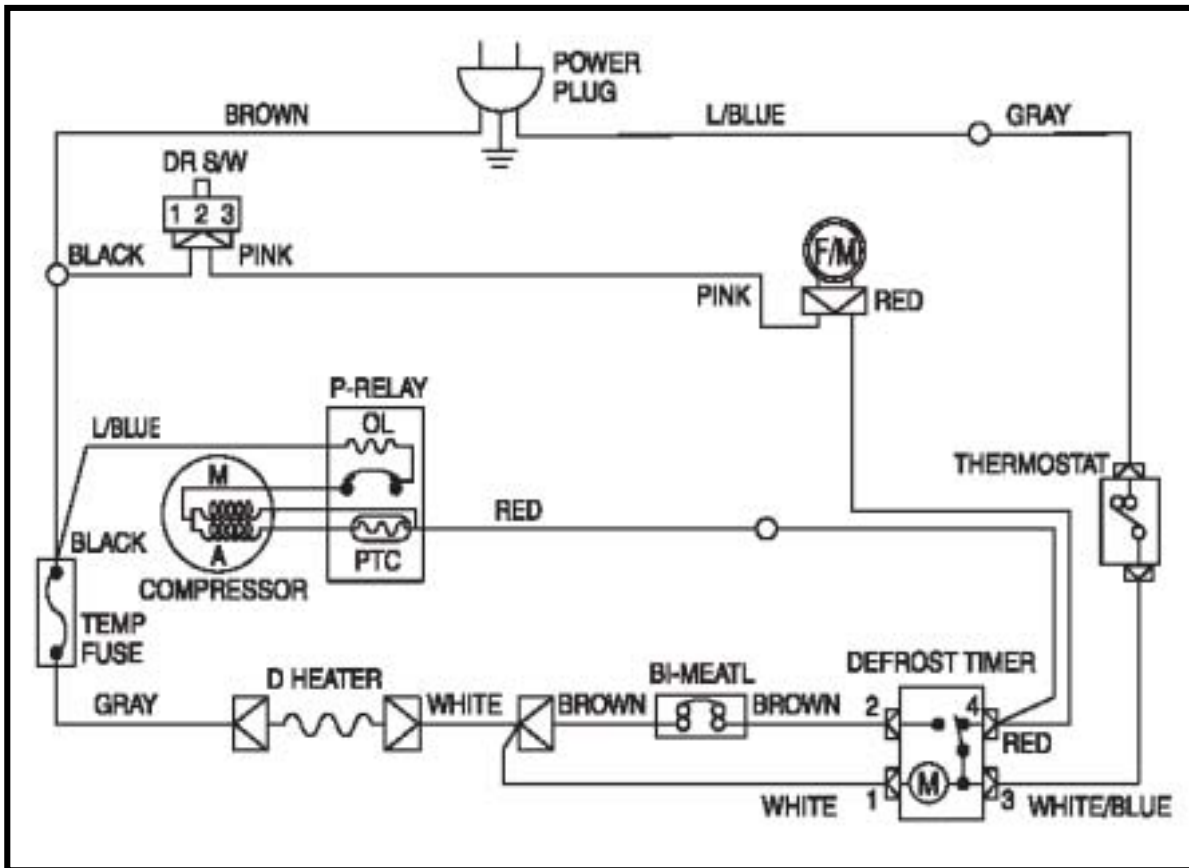 POWER
PLUG
BROWN
L/BLUE
GRAY
DR S/W
1 2 3
BLACK
PINK
F/M
PINK
RED
P-RELAY
OL
L/BLUE
M
THERMOSTAT
RED
BLACK
A
PTC
COMPRESSOR
TEMP
FUSE
D HEATER
BI-MEATL
DEFROST TIMER
GRAY
WHITE
BROWN
BROWN
2
4
RED
WHITE
1
M
3
WHITE/BLUE